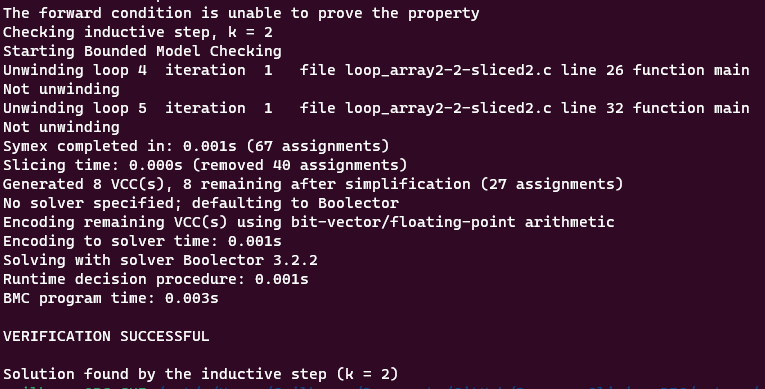 The forward condition is unable to prove the property
Checking inductive step, k = 2
Starting Bounded Model Checking
Unwinding loop 4  iteration  1   file loop_array2-2-sliced2.c line 26 function main
Not unwinding
Unwinding loop 5  iteration  1   file loop_array2-2-sliced2.c line 32 function main
Not unwinding
Symex completed in: 0.001s (67 assignments)
Slicing time: 0.000s (removed 40 assignments)
Generated 8 VCC(s), 8 remaining after simplification (27 assignments)
No solver specified; defaulting to Boolector
Encoding remaining VCC(s) using bit-vector/floating-point arithmetic
Encoding to solver time: 0.001s
Solving with solver Boolector 3.2.2
Runtime decision procedure: 0.001s
BMC program time: 0.003s
VERIFICATION SUCCESSFUL
Solution found by the inductive step (k = 2)